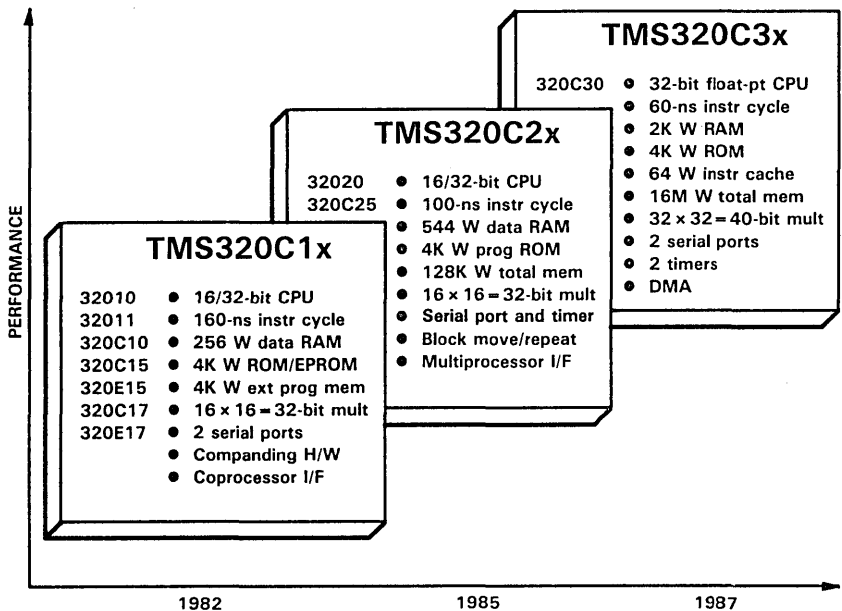 PERFORMANCE
TMS320C1x
32010 ● 16/32-bit CPU
32011 ● 160-ns instr cycle
320C10 ● 256 W data RAM
320C15 ● 4K W ROM/EPROM
320E15 ● 4K W ext prog mem
320C17 ● 16 × 16 = 32-bit mult
320E17 ● 2 serial ports
● Companding H/W
● Coprocessor I/F
TMS320C2x
32020 ● 16/32-bit CPU
320C25 ● 100-ns instr cycle
● 544 W data RAM
● 4K W prog ROM
● 128K W total mem
● 16 × 16 = 32-bit mult
● Serial port and timer
● Block move/repeat
● Multiprocessor I/F
TMS320C3x
320C30 ● 32-bit float-pt CPU
● 60-ns instr cycle
● 2K W RAM
● 4K W ROM
● 64 W instr cache
● 16M W total mem
● 32 × 32 = 40-bit mult
● 2 serial ports
● 2 timers
● DMA
1982 1985 1987